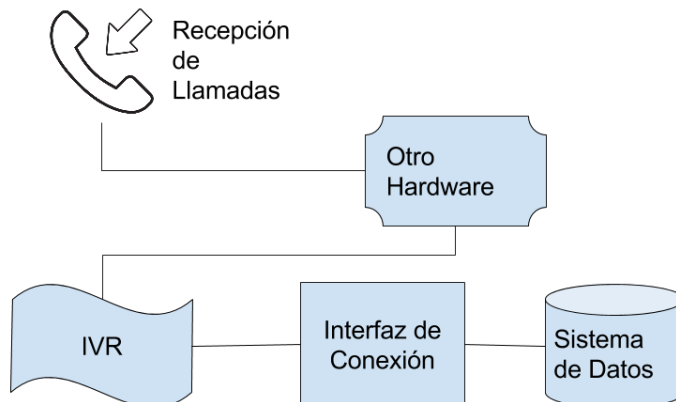 Recepción
de
Llamadas
Otro
Hardware
IVR
Interfaz de
Conexión
Sistema
de Datos